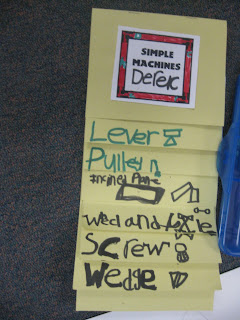 SIMPLE
MACHINES
Derek
Lever
Pulley
Inclined Plane
Wed and Axle
Screw
Wedge